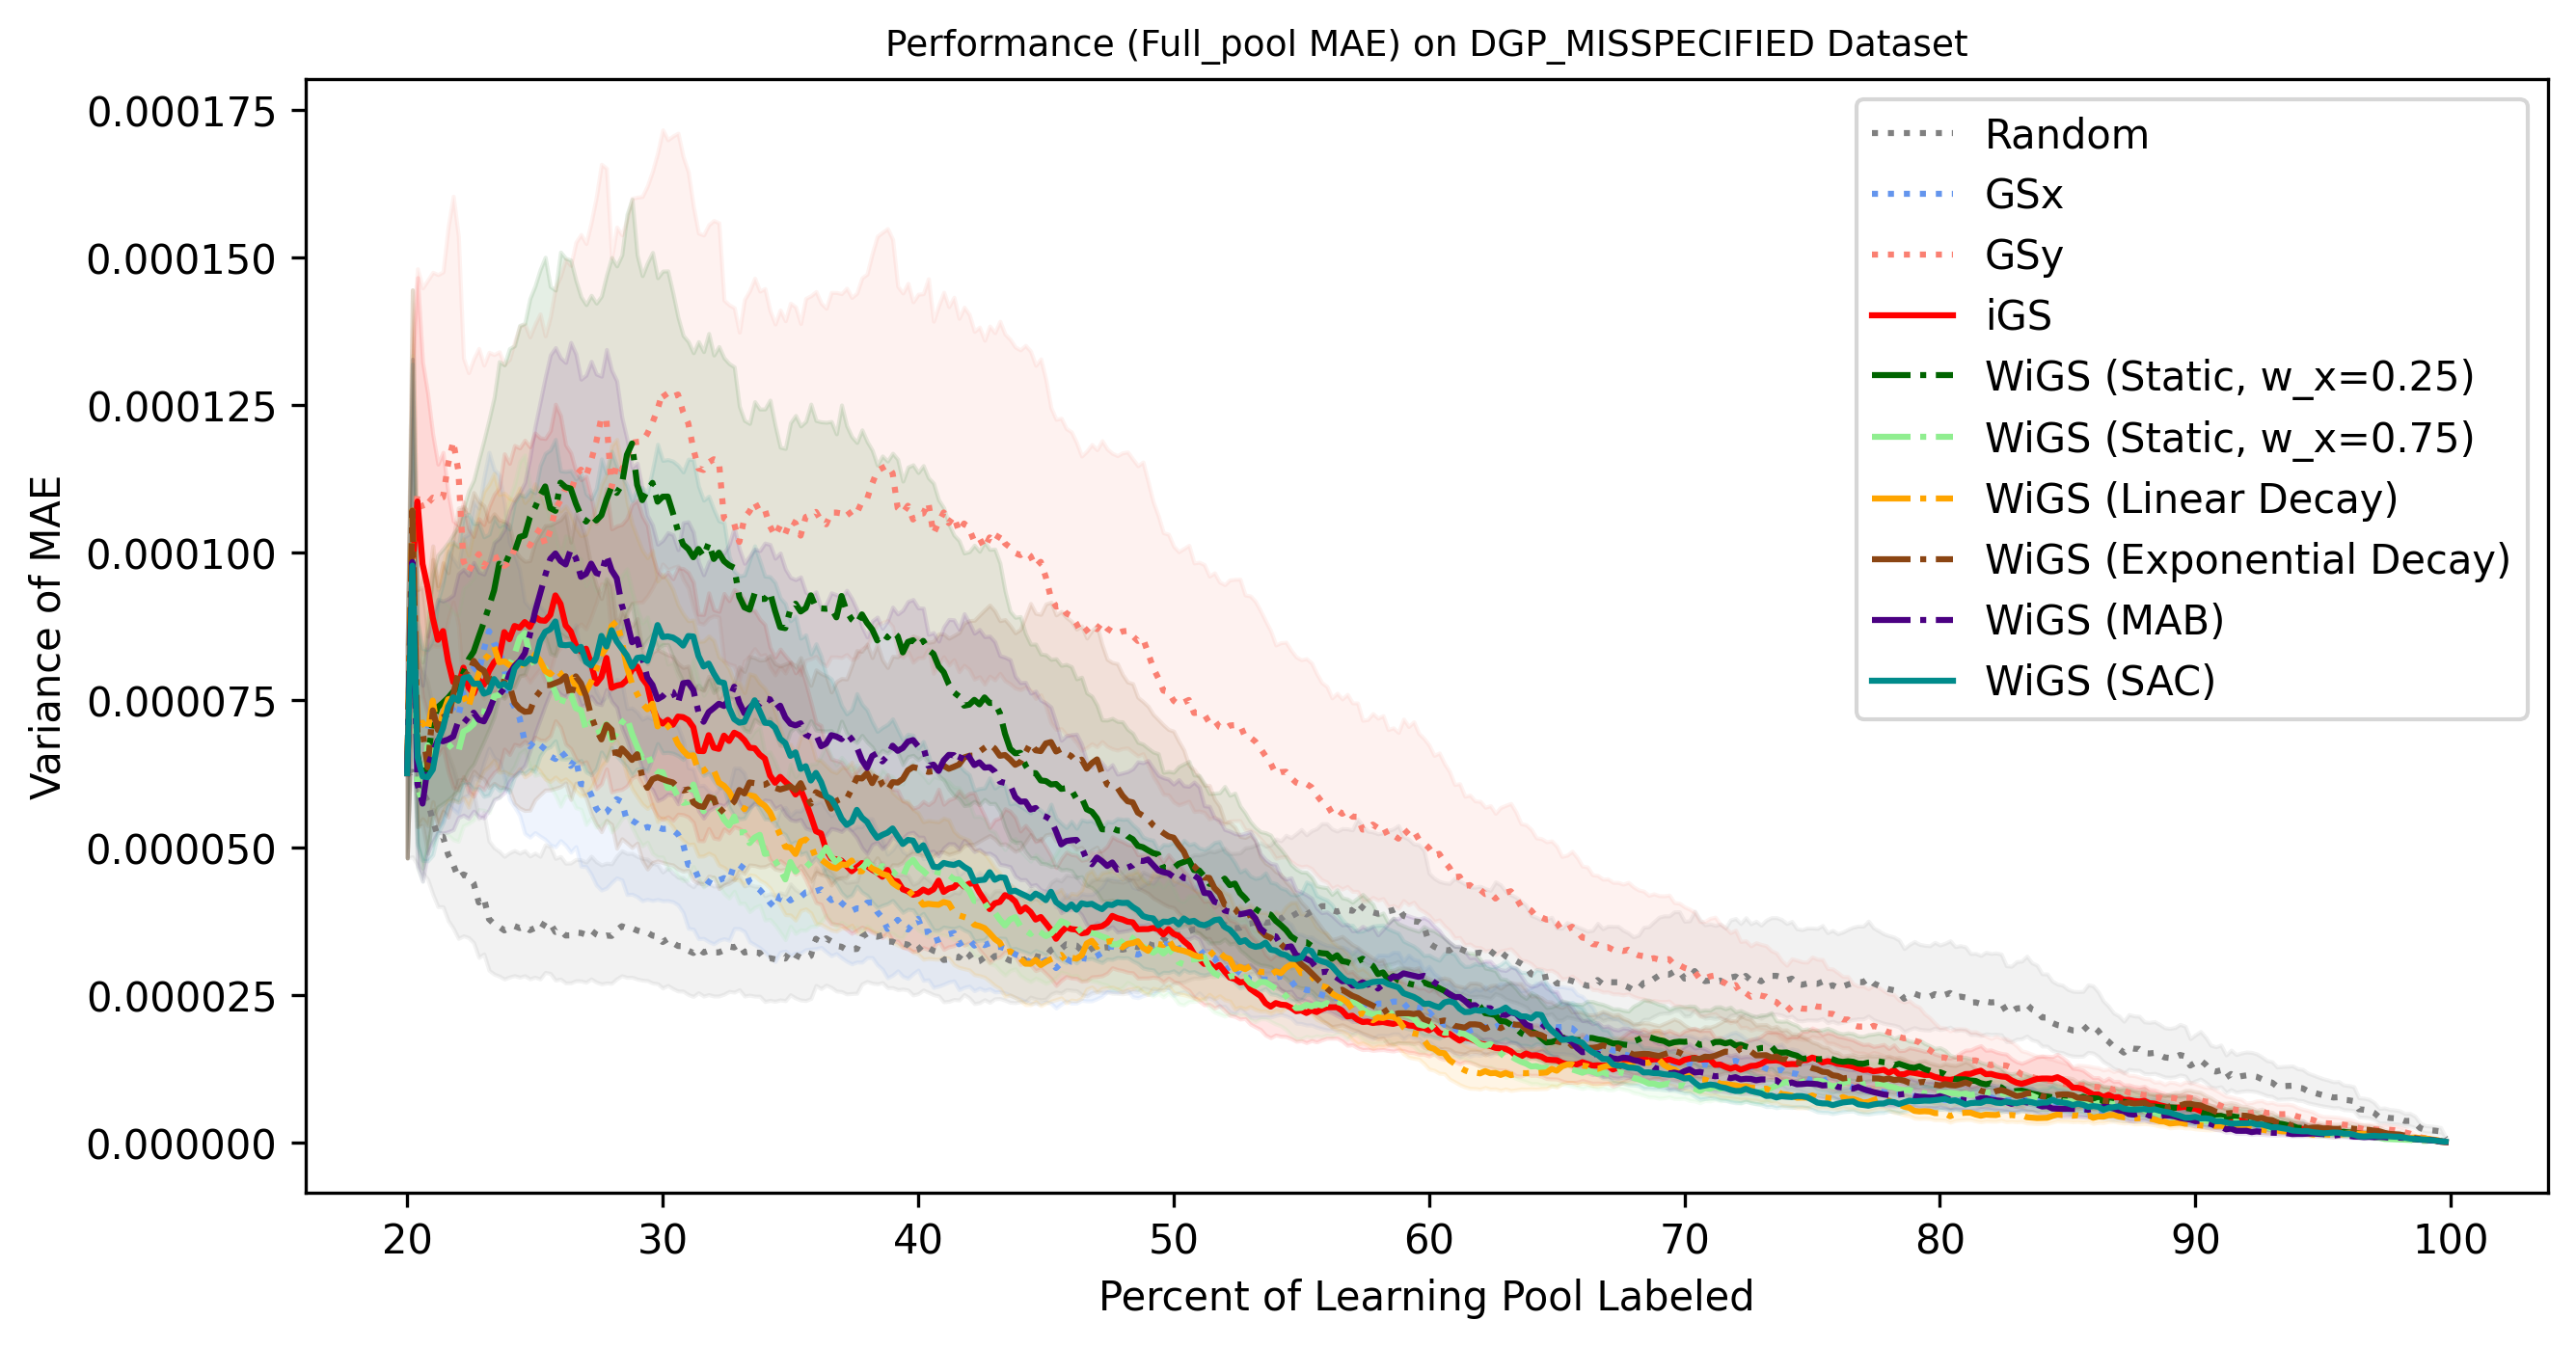 Performance (Full_pool MAE) on DGP_MISSPECIFIED Dataset
Variance of MAE
0.000175
0.000150
0.000125
0.000100
0.000075
0.000050
0.000025
0.000000
Random
GSx
GSy
iGS
WiGS (Static, w_x=0.25)
WiGS (Static, w_x=0.75)
WiGS (Linear Decay)
WiGS (Exponential Decay)
WiGS (MAB)
WiGS (SAC)
20 30 40 50 60 70 80 90 100
Percent of Learning Pool Labeled